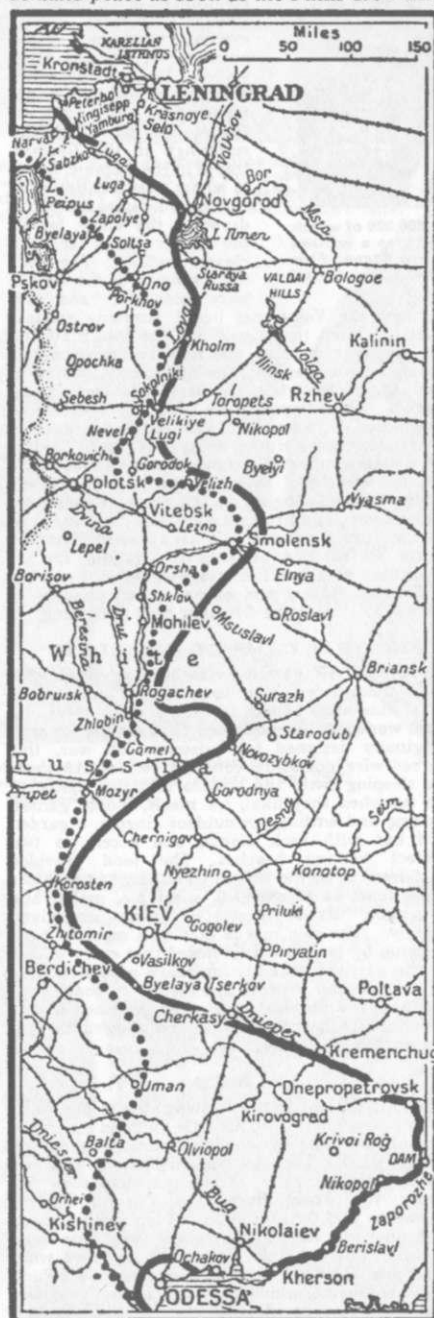 Miles
0 50 100 150
KARELIAN
ISTHMUS
Kronstadt
LENINGRAD
Peterhof
Kingisepp
Yamburg
Krasnoye
Selo
Volkhov
Narva
Sabzko
Luga
Luga
Bor
Msta
L.
Peipus
Zapolye
Novgorod
Byelaya
Soltsa
L. Ilmen
Pskov
Dno
Porkhov
Staraya
Russa
VALDAI
HILLS
Bologoe
Ostrov
Lovat
Kholm
Volga
Kalinin
Opochka
Ilinsk
Sebesh
Sokolniki
Toropets
Rzhev
Nevel
Velikiye
Lugi
Nikopol
Borkovich
Gorodok
Velizh
Byelyi
Polotsk
Vyasma
Vitebsk
Lezno
Dvina
Lepel
Smolensk
Borisov
Orsha
Elnya
Shklov
Mstislavl
Roslavl
Beresina
Drut
Mohilev
White
Briansk
Bobruisk
Rogachev
Surazh
Zhlobin
Starodub
Gomel
Novozybkov
Russia
Pripet
Mozyr
Gorodnya
Desna
Seim
Chernigov
Konotop
Nyezhin
Korosten
KIEV
Gogolev
Priluki
Zhitomir
Piryatin
Vasilkov
Berdichev
Byelaya Tserkov
Poltava
Cherkasy
Dnieper
Kremenchug
Uman
Dnepropetrovsk
Kirovograd
Dniester
Balta
Olviopol
Krivoi Rog
DAM
Orhei
Nikopol
Zaporozhe
Kishinev
Bug
Nikolaiev
Berislavl
Ochakov
Kherson
ODESSA